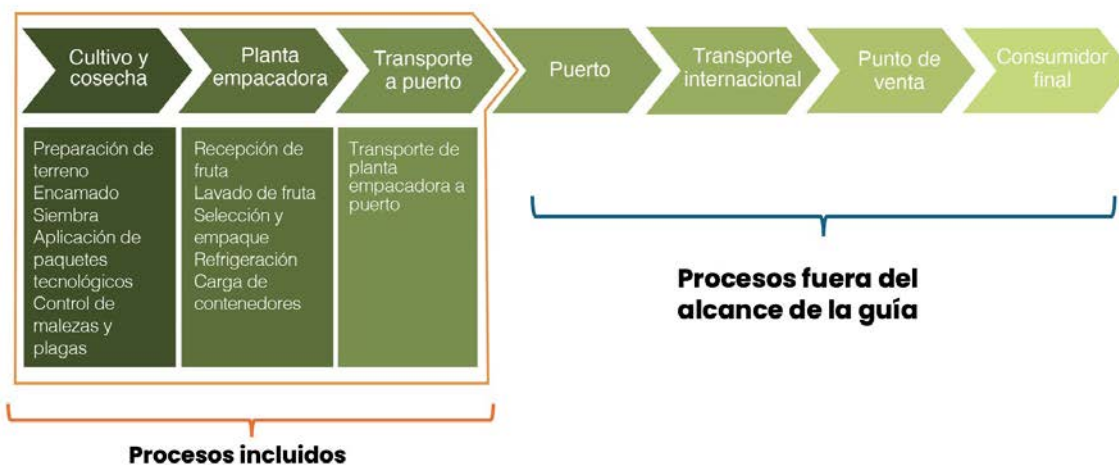 Cultivo y
cosecha
Planta
empacadora
Transporte
a puerto
Puerto
Transporte
internacional
Punto de
venta
Consumidor
final
Preparación de
terreno
Encamado
Siembra
Aplicación de
paquetes
tecnológicos
Control de
malezas y
plagas
Recepción de
fruta
Lavado de fruta
Selección y
empaque
Refrigeración
Carga de
contenedores
Transporte de
planta
empacadora a
puerto
Procesos fuera del
alcance de la guía
Procesos incluidos